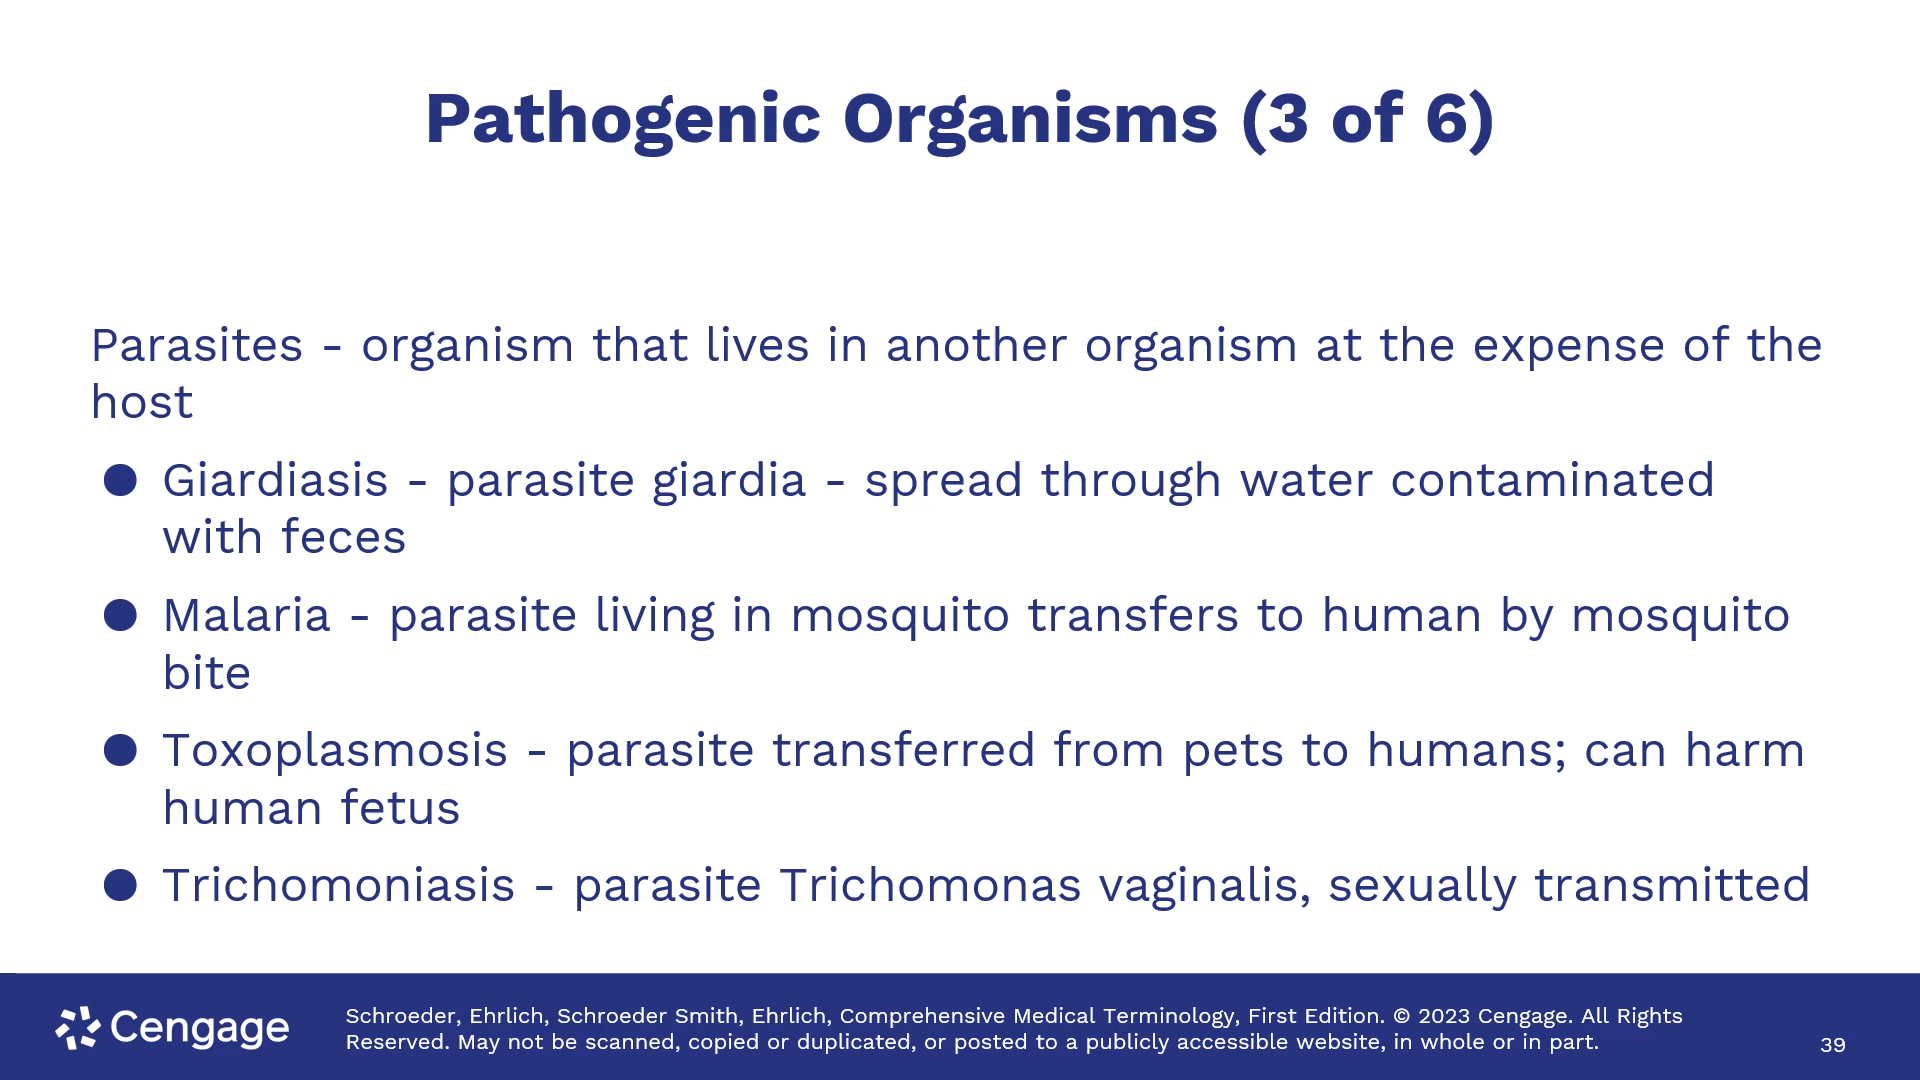 Pathogenic Organisms (3 of 6)
Parasites - organism that lives in another organism at the expense of the
host
● Giardiasis - parasite giardia - spread through water contaminated
with feces
● Malaria - parasite living in mosquito transfers to human by mosquito
bite
● Toxoplasmosis - parasite transferred from pets to humans; can harm
human fetus
● Trichomoniasis - parasite Trichomonas vaginalis, sexually transmitted
Cengage
Schroeder, Ehrlich, Schroeder Smith, Ehrlich, Comprehensive Medical Terminology, First Edition. © 2023 Cengage. All Rights
Reserved. May not be scanned, copied or duplicated, or posted to a publicly accessible website, in whole or in part.
39